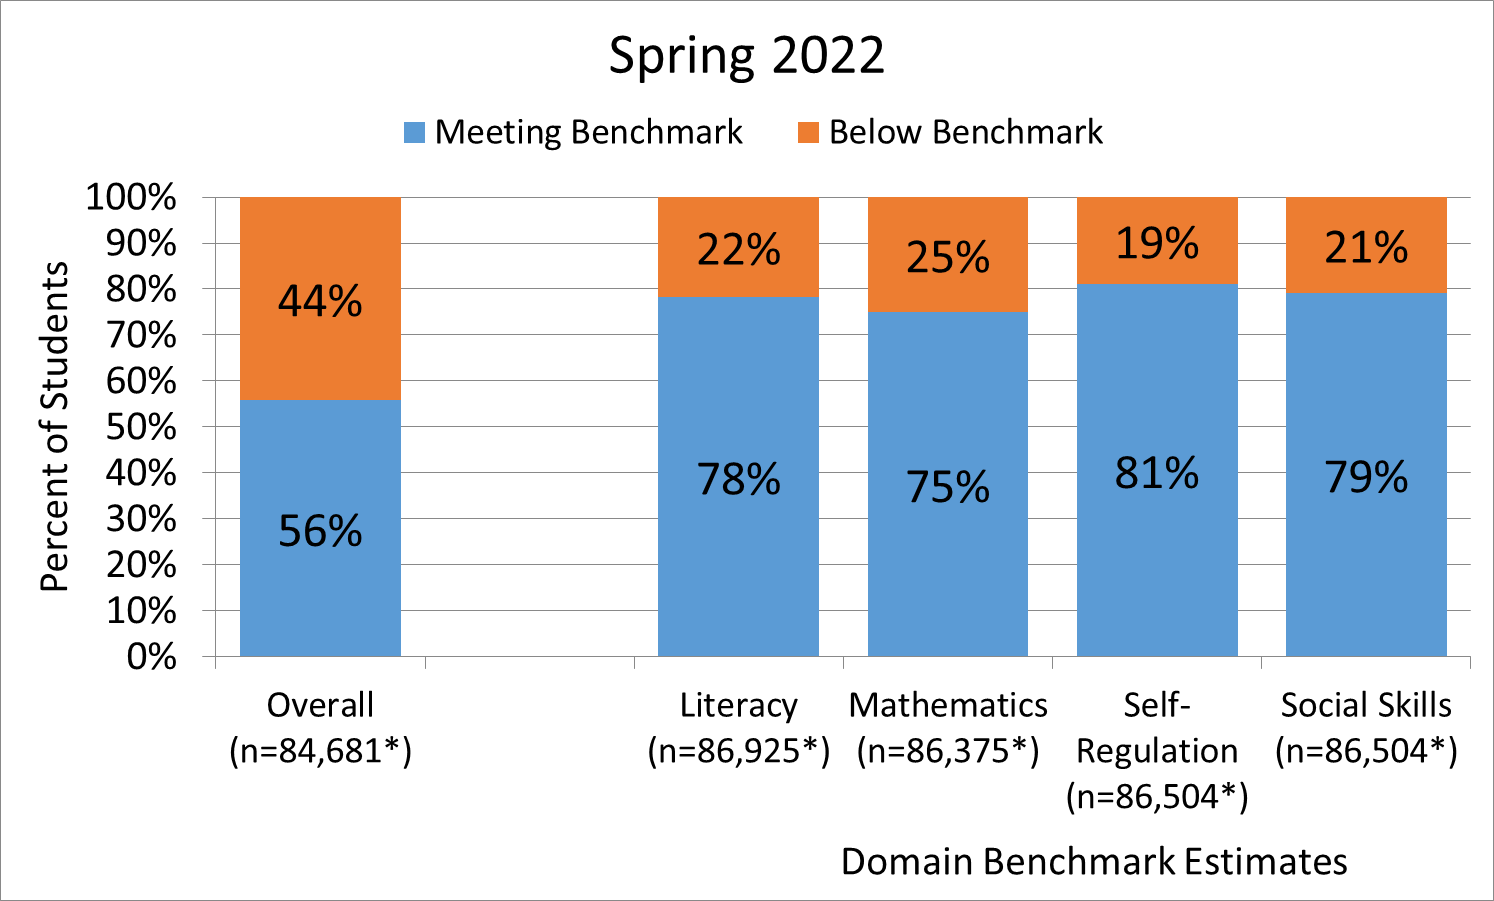 Spring 2022
Meeting Benchmark
Below Benchmark
Percent of Students
100%
90%
80%
70%
60%
50%
40%
30%
20%
10%
0%
44%
56%
22%
78%
25%
75%
19%
81%
21%
79%
Overall
(n=84,681*)
Literacy
(n=86,925*)
Mathematics
(n=86,375*)
Self-
Regulation
(n=86,504*)
Social Skills
(n=86,504*)
Domain Benchmark Estimates